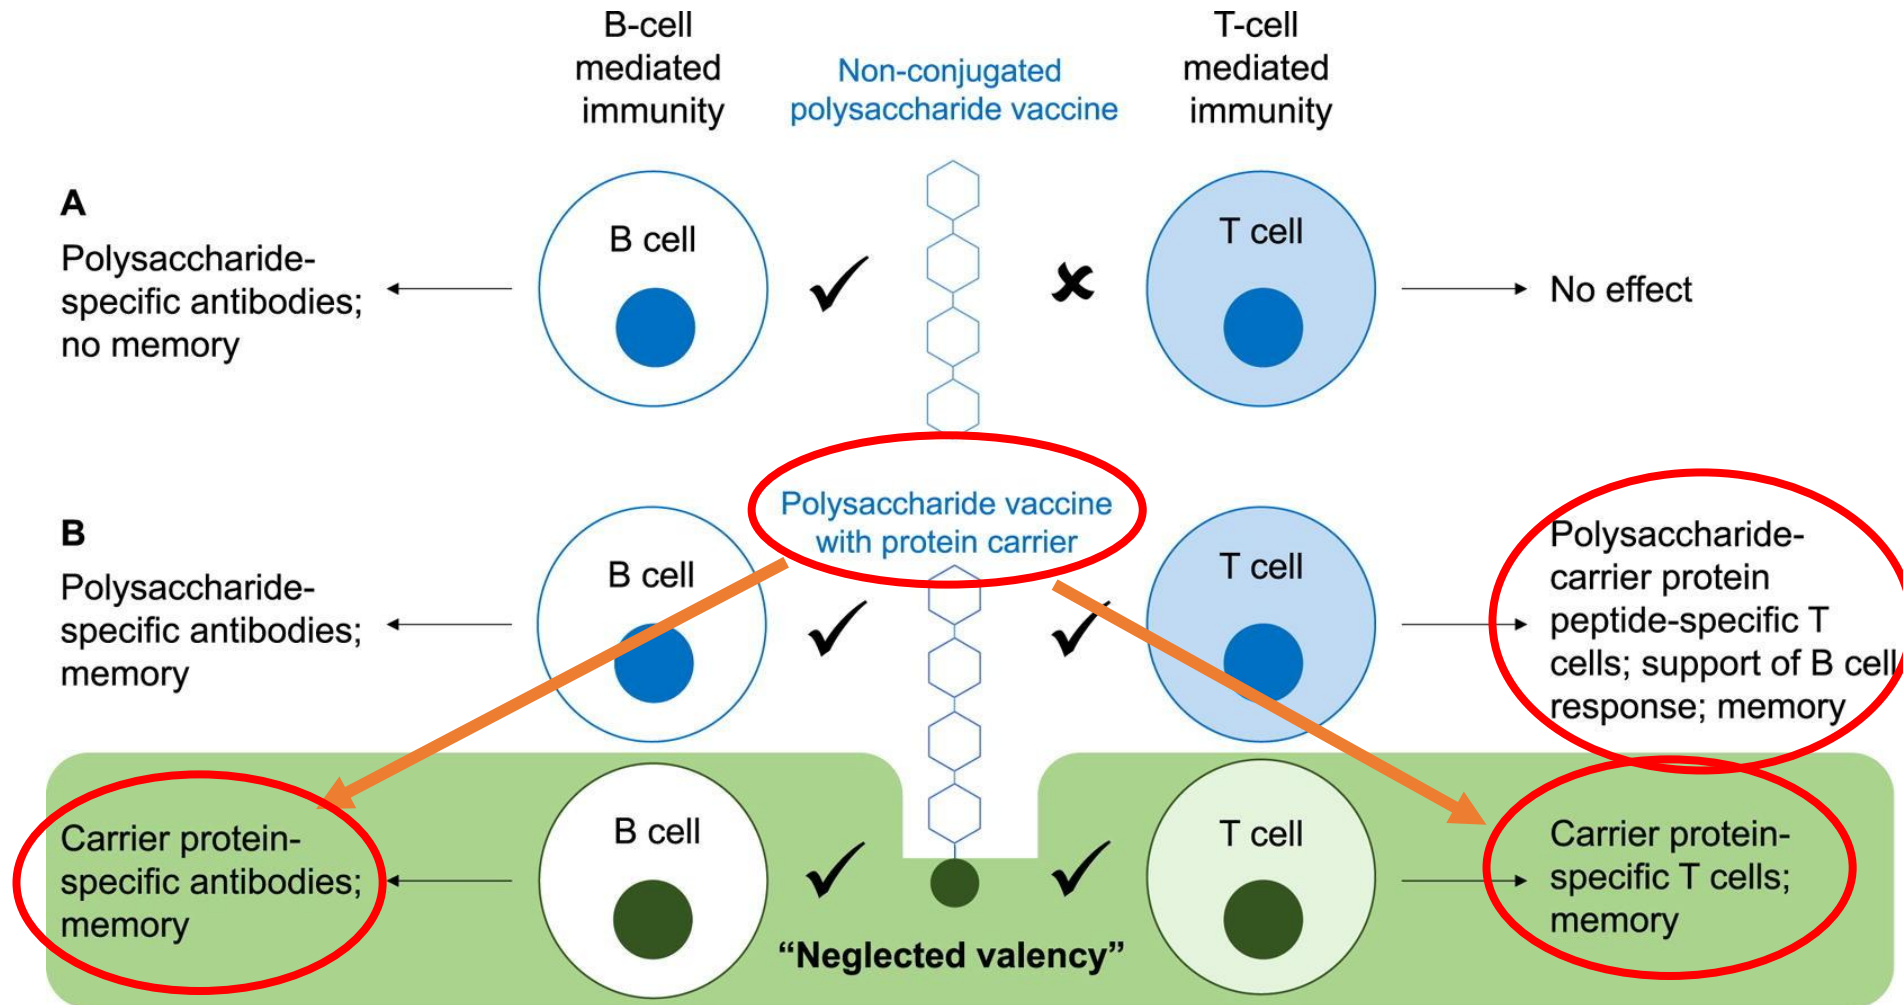 B-cell
mediated
immunity
Non-conjugated
polysaccharide vaccine
T-cell
mediated
immunity
A
Polysaccharide-
specific antibodies;
no memory
B cell
T cell
No effect
Polysaccharide vaccine
with protein carrier
B
Polysaccharide-
specific antibodies;
memory
B cell
T cell
Polysaccharide-
carrier protein
peptide-specific T
cells; support of B cell
response; memory
Carrier protein-
specific antibodies;
memory
B cell
T cell
Carrier protein-
specific T cells;
memory
“Neglected valency”